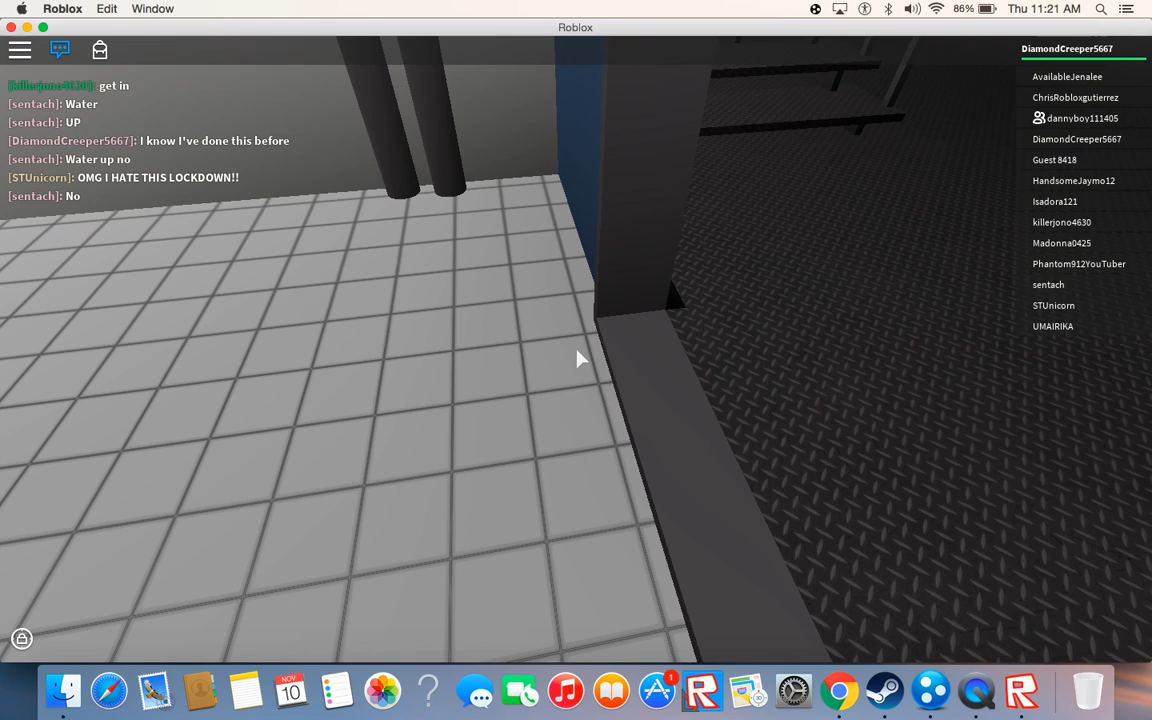 Roblox Edit Window 86% Thu 11:21 AM
Roblox
DiamondCreeper5667
[killerjono4630]: get in
[sentach]: Water
[sentach]: UP
[DiamondCreeper5667]: I know I've done this before
[sentach]: Water up no
[STUnicorn]: OMG I HATE THIS LOCKDOWN!!
[sentach]: No
AvailableJenalee
ChrisRobloxgutierrez
dannyboy111405
DiamondCreeper5667
Guest 8418
HandsomeJaymo12
Isadora121
killerjono4630
Madonna0425
Phantom912YouTuber
sentach
STUnicorn
UMAIRIKA
NOV
10
1